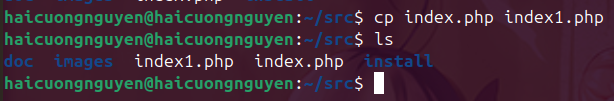 haicuongnguyen@haicuongnguyen:~/src$ cp index.php index1.php
haicuongnguyen@haicuongnguyen:~/src$ ls
doc images index1.php index.php install
haicuongnguyen@haicuongnguyen:~/src$